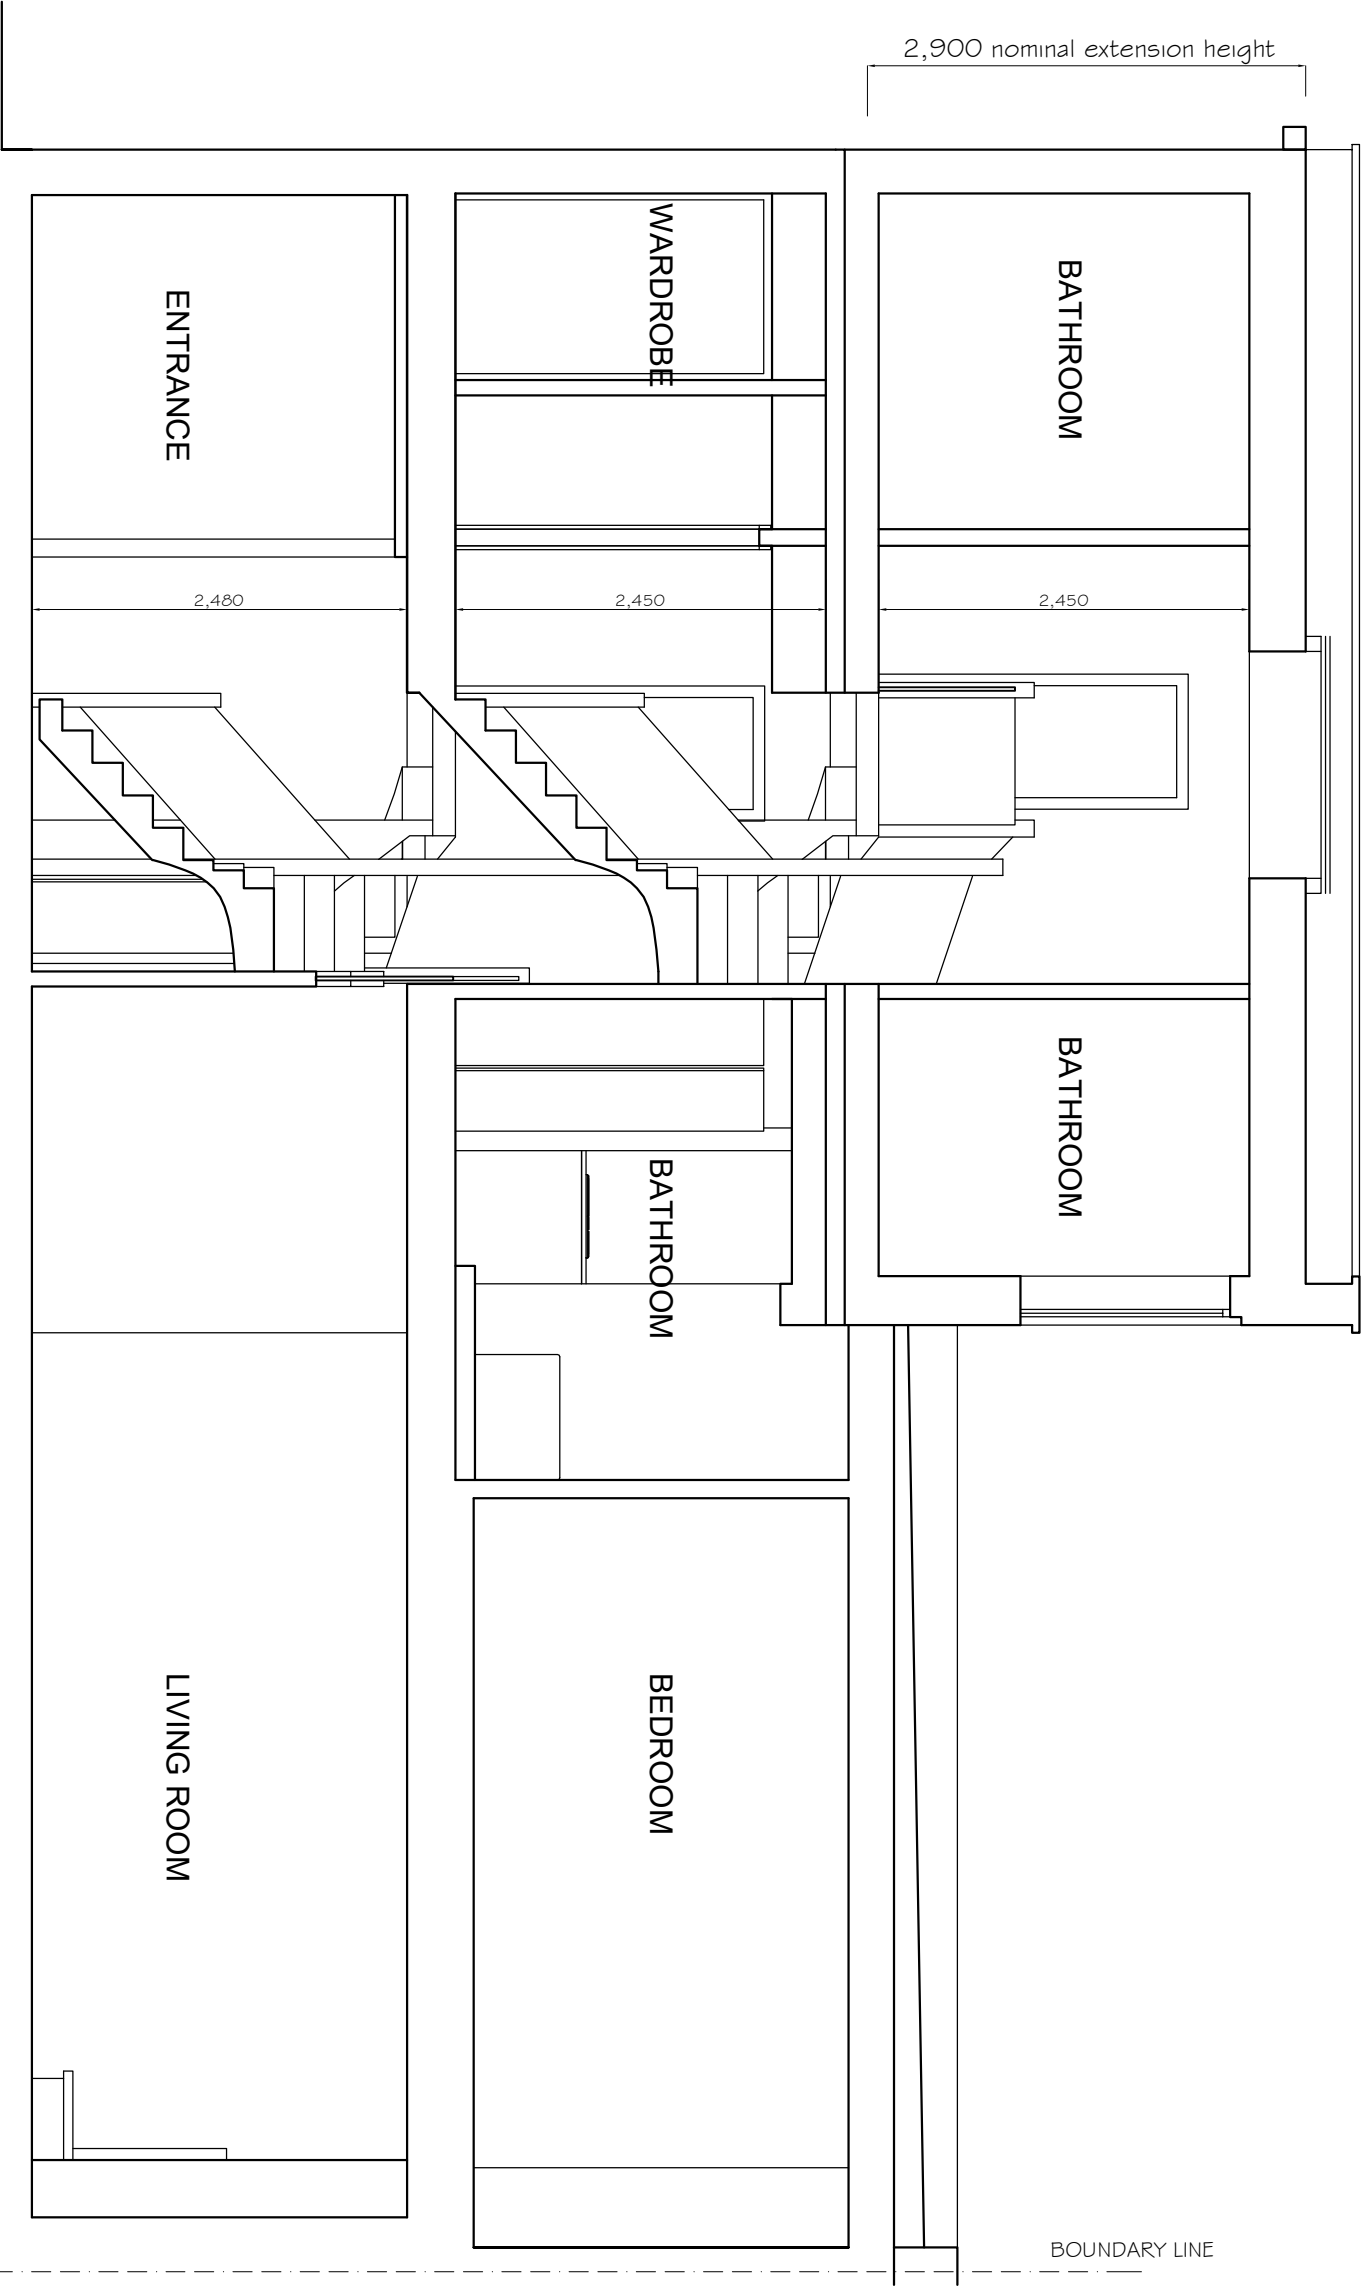 2,900 nominal extension height
WARDROBE
BATHROOM
ENTRANCE
2,480
2,450
2,450
BATHROOM
BATHROOM
LIVING ROOM
BEDROOM
BOUNDARY LINE